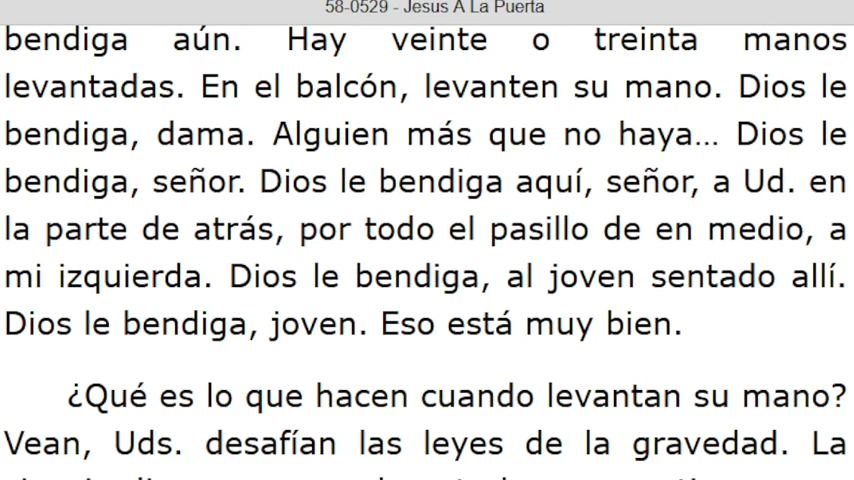 58-0529 - Jesus A La Puerta
bendiga aún. Hay veinte o treinta manos
levantadas. En el balcón, levanten su mano. Dios le
bendiga, dama. Alguien más que no haya... Dios le
bendiga, señor. Dios le bendiga aquí, señor, a Ud. en
la parte de atrás, por todo el pasillo de en medio, a
mi izquierda. Dios le bendiga, al joven sentado allí.
Dios le bendiga, joven. Eso está muy bien.
¿Qué es lo que hacen cuando levantan su mano?
Vean, Uds. desafían las leyes de la gravedad. La